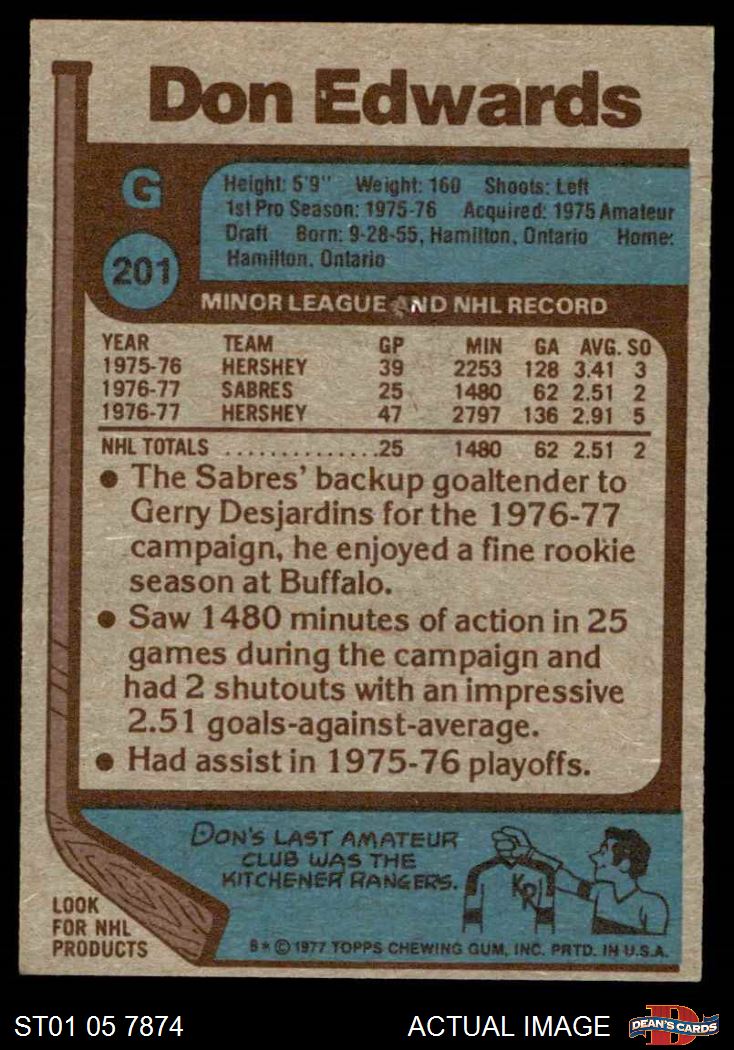 Don Edwards
G
201
Height: 5'9" Weight: 160 Shoots: Left
1st Pro Season: 1975-76 Acquired: 1975 Amateur
Draft Born: 9-28-55, Hamilton, Ontario Home:
Hamilton, Ontario
MINOR LEAGUE AND NHL RECORD
YEAR TEAM GP MIN GA AVG. SO
1975-76 HERSHEY 39 2253 128 3.41 3
1976-77 SABRES 25 1480 62 2.51 2
1976-77 HERSHEY 47 2797 136 2.91 5
NHL TOTALS ..............25 1480 62 2.51 2
● The Sabres' backup goaltender to
Gerry Desjardins for the 1976-77
campaign, he enjoyed a fine rookie
season at Buffalo.
● Saw 1480 minutes of action in 25
games during the campaign and
had 2 shutouts with an impressive
2.51 goals-against-average.
● Had assist in 1975-76 playoffs.
DON'S LAST AMATEUR
CLUB WAS THE
KITCHENER RANGERS.
KR
LOOK
FOR NHL
PRODUCTS
B* © 1977 TOPPS CHEWING GUM, INC. PRTD. IN U.S.A.
ST01 05 7874
ACTUAL IMAGE
DEAN'S CARDS